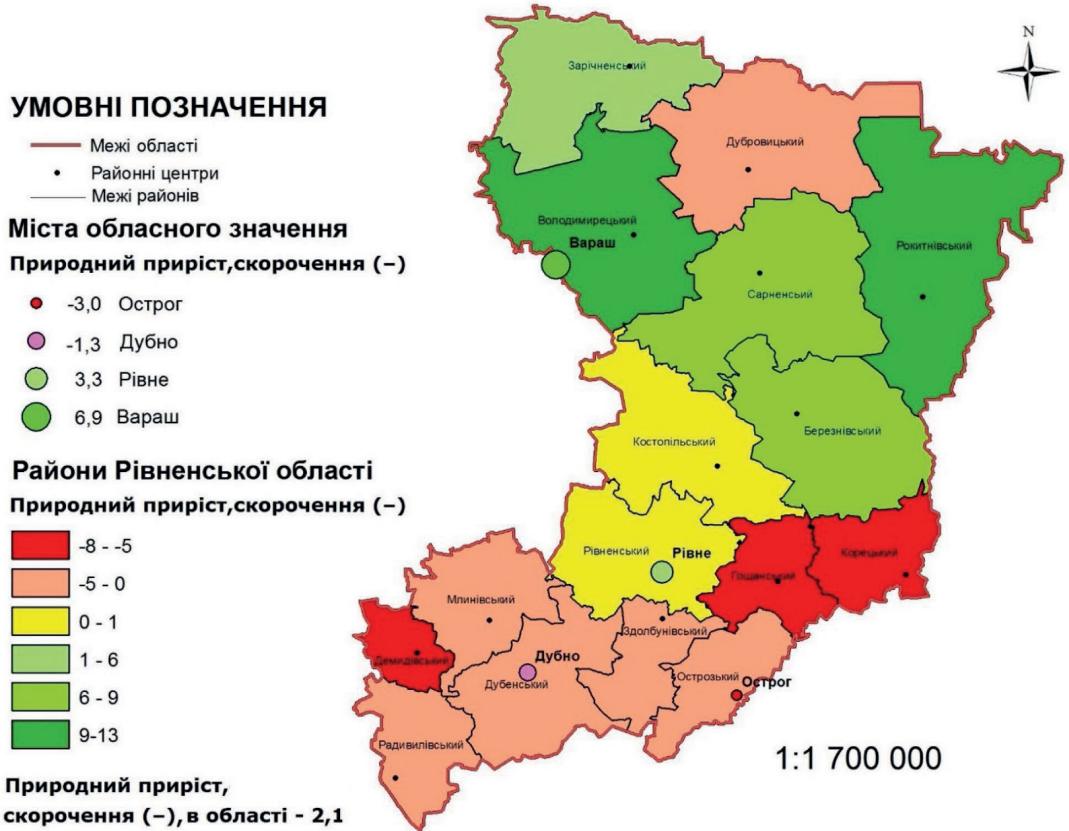 N
УМОВНІ ПОЗНАЧЕННЯ
Межі області
Районні центри
Межі районів
Міста обласного значення
Природний приріст,скорочення (–)
-3,0 Острог
-1,3 Дубно
3,3 Рівне
6,9 Вараш
Райони Рівненської області
Природний приріст,скорочення (–)
-8 - -5
-5 - 0
0 - 1
1 - 6
6 - 9
9-13
Природний приріст,
скорочення (–), в області - 2,1
Зарічненський
Дубровицький
Володимирецький
Вараш
Рокитнівський
Сарненсьий
Березнівський
Костопільський
Рівненський
Рівне
Гощанський
Корецький
Млинівський
Здолбунівський
Демидівський
Дубно
Дубенський
Острозький
Острог
Радивилівський
1:1 700 000